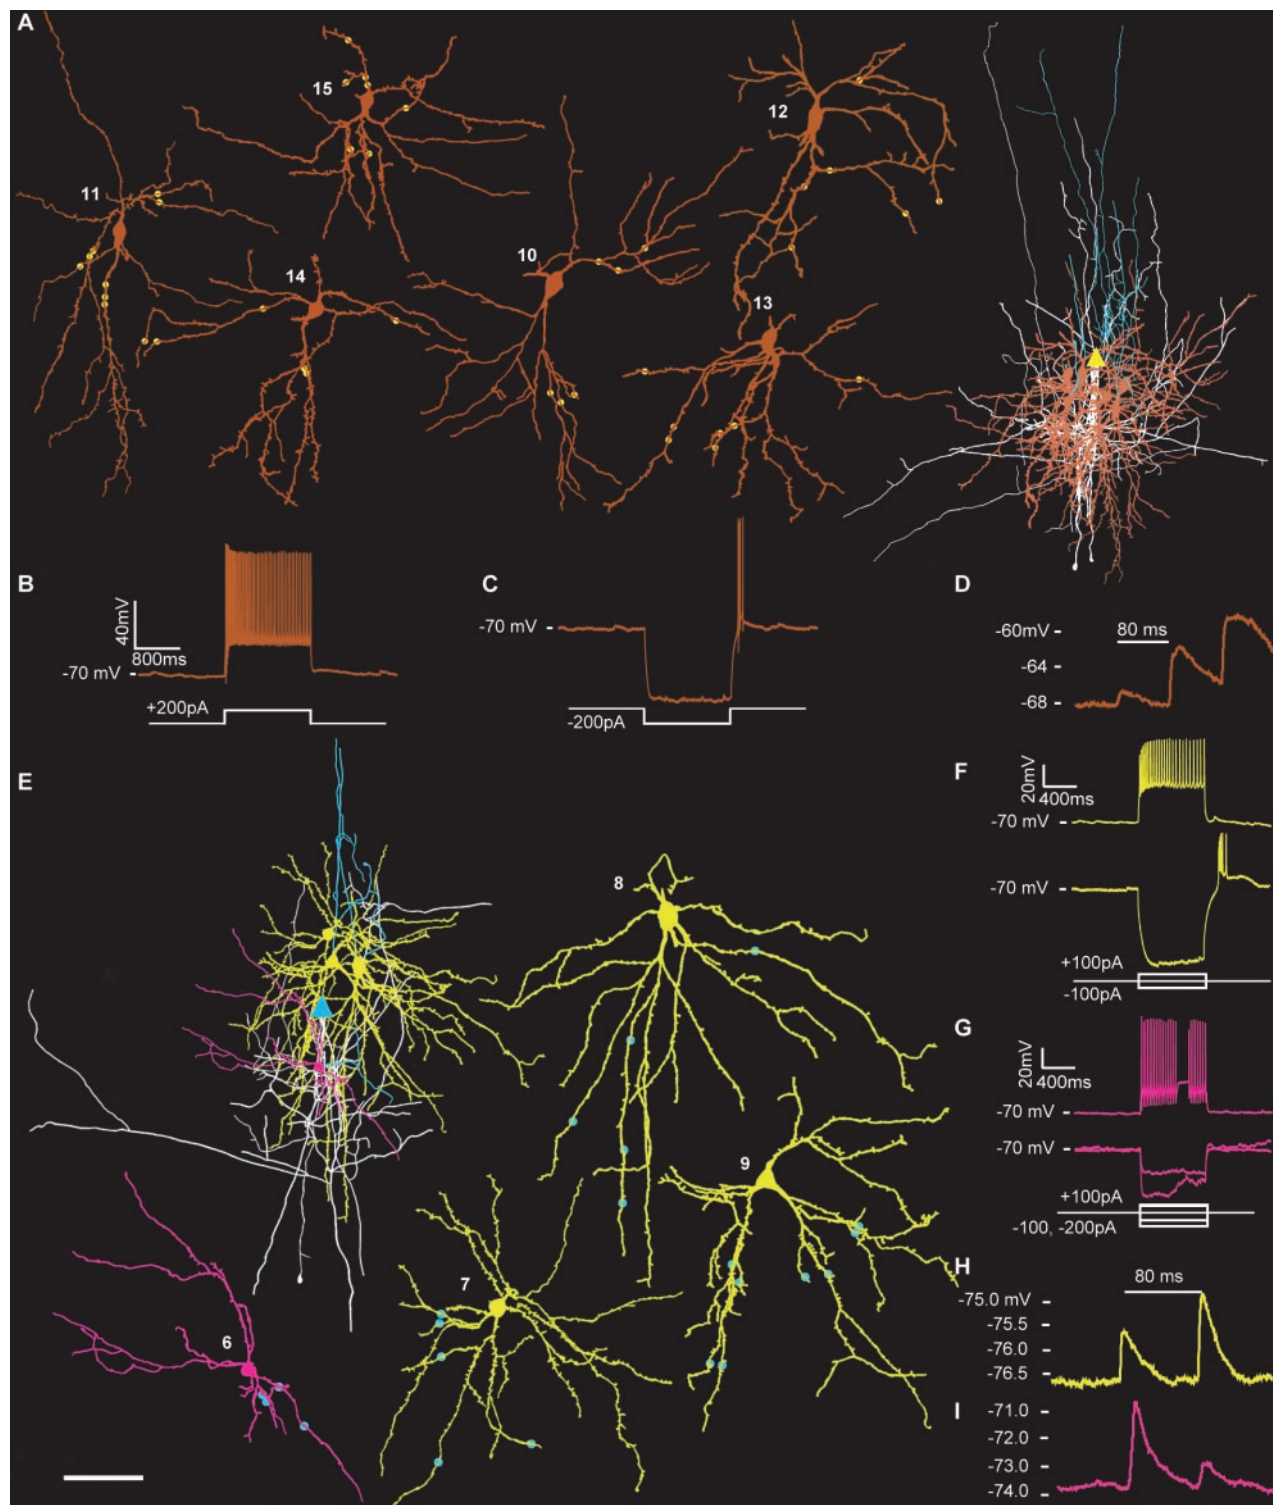 A
15
12
11
10
14
13
B
40mV
800ms
-70 mV -
+200pA
C
-70 mV -
-200pA
D
80 ms
-60mV -
-64 -
-68 -
E
F
20mV
400ms
-70 mV -
-70 mV -
+100pA
-100pA
8
G
20mV
400ms
-70 mV -
-70 mV -
+100pA
-100, -200pA
9
7
6
H
80 ms
-75.0 mV -
-75.5 -
-76.0 -
-76.5 -
I
-71.0 -
-72.0 -
-73.0 -
-74.0 -